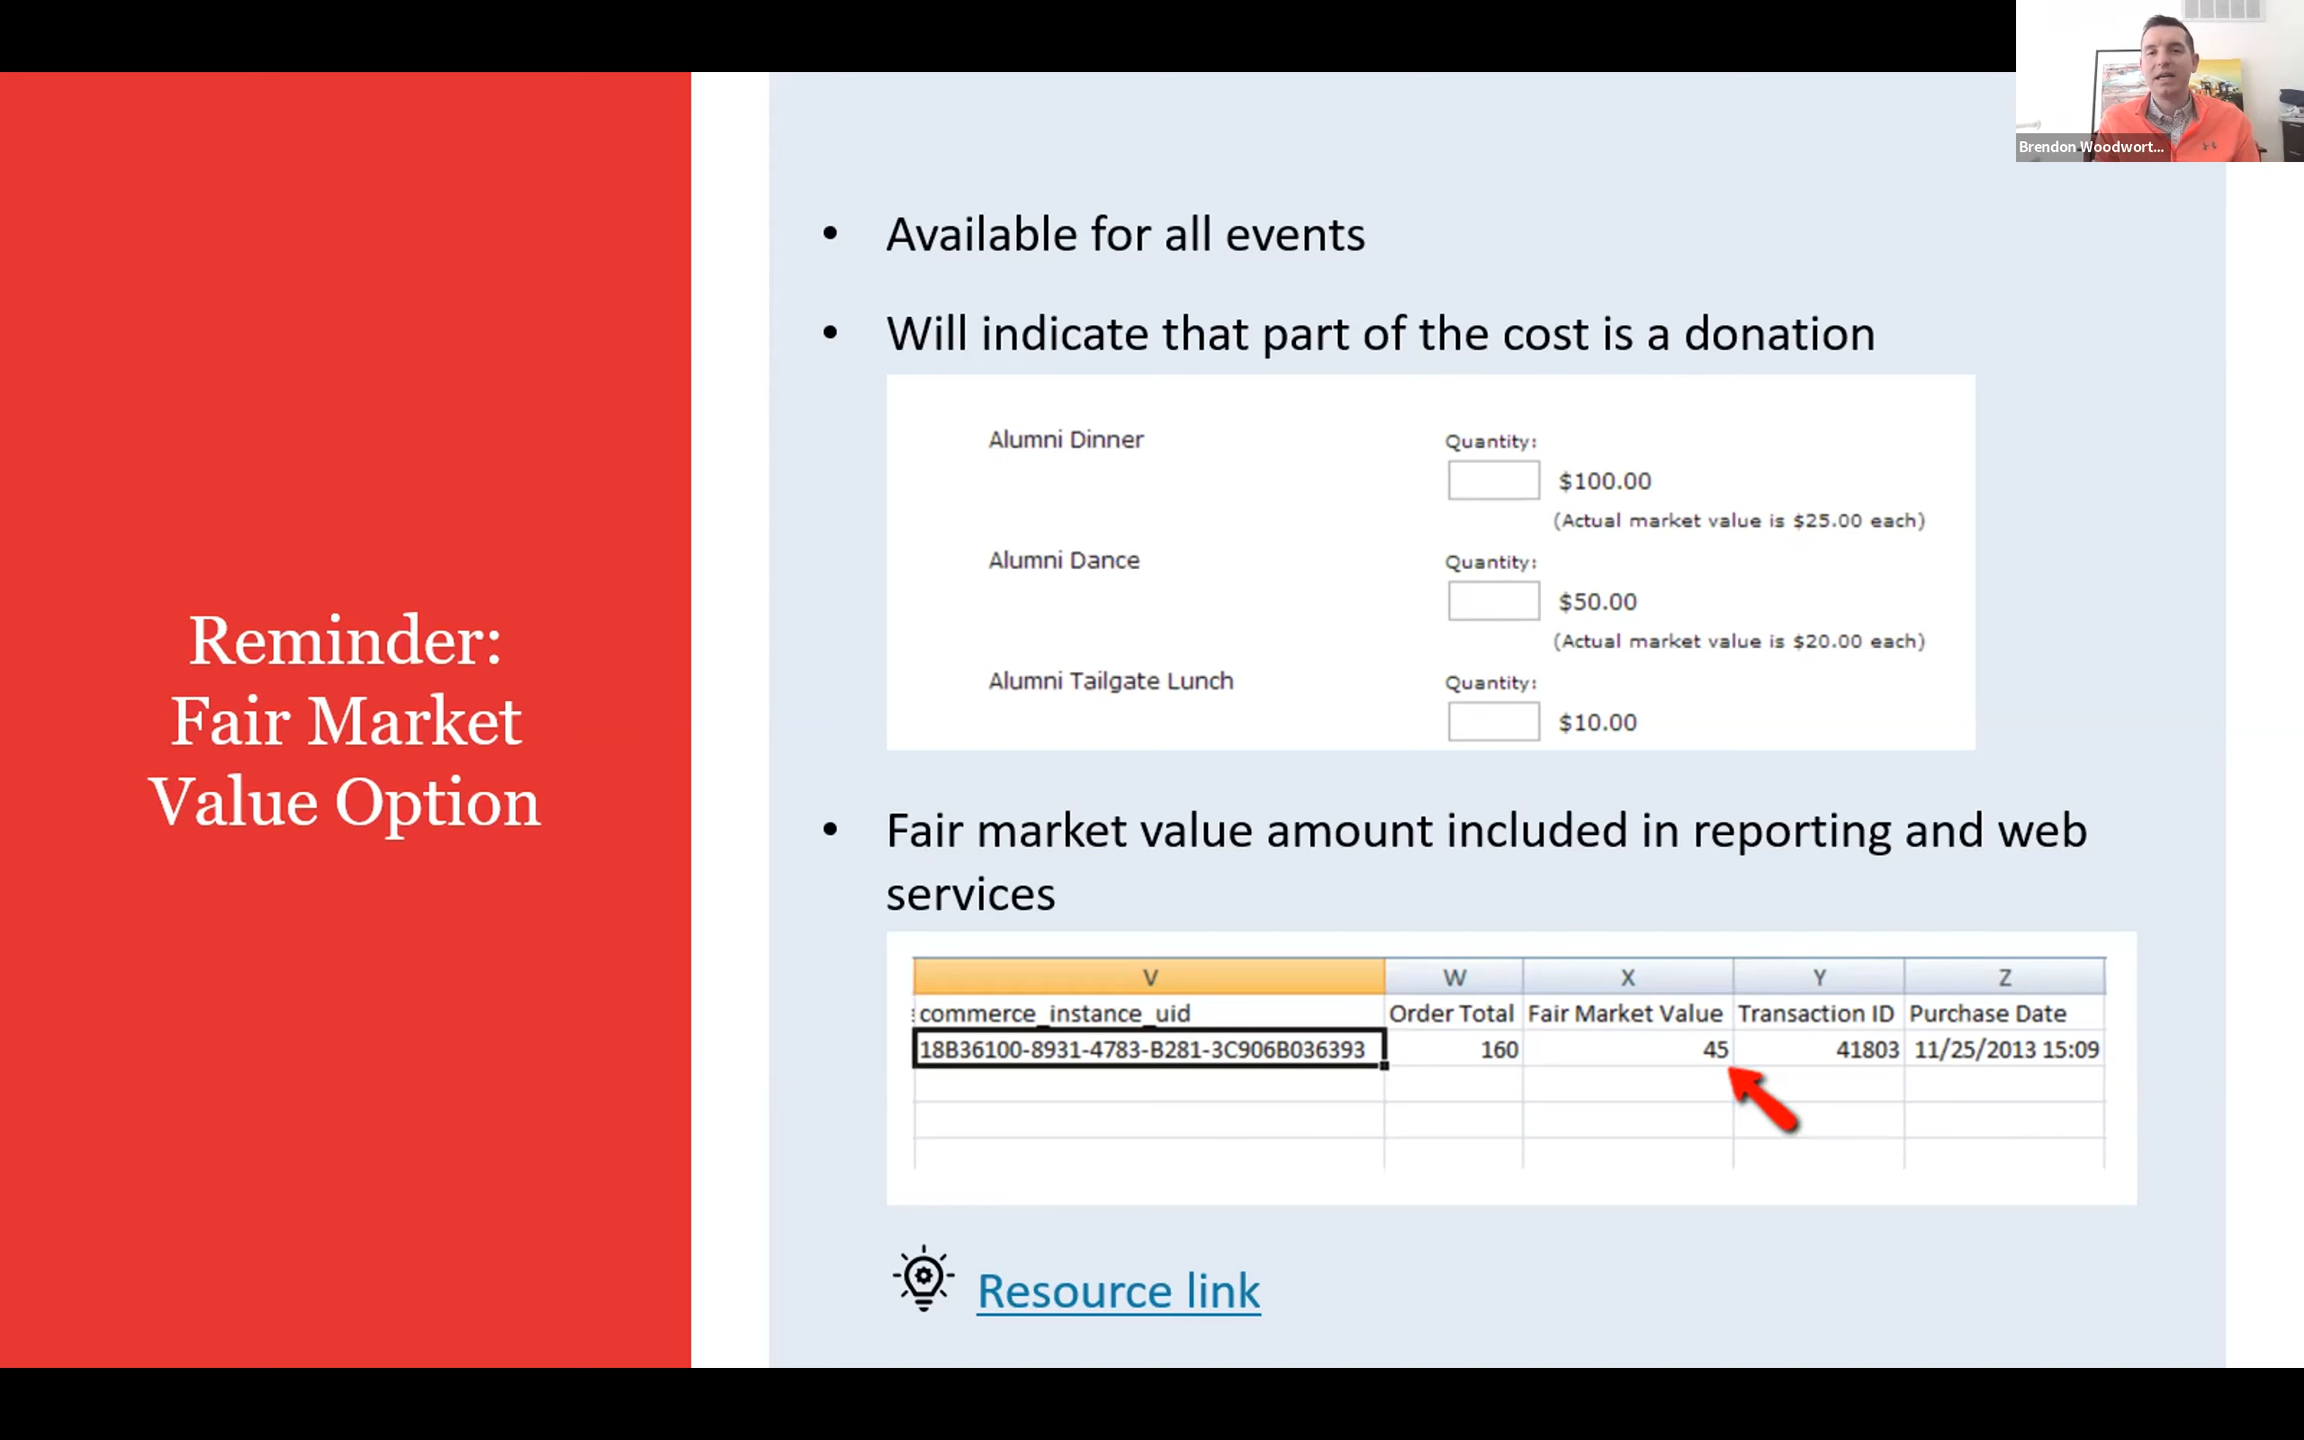 Brendon Woodwort...
Reminder:
Fair Market
Value Option
• Available for all events
• Will indicate that part of the cost is a donation
Alumni Dinner Quantity:
$100.00
(Actual market value is $25.00 each)
Alumni Dance Quantity:
$50.00
(Actual market value is $20.00 each)
Alumni Tailgate Lunch Quantity:
$10.00
• Fair market value amount included in reporting and web
services
V W X Y Z
commerce_instance_uid Order Total Fair Market Value Transaction ID Purchase Date
18B36100-8931-4783-B281-3C906B036393 160 45 41803 11/25/2013 15:09
Resource link